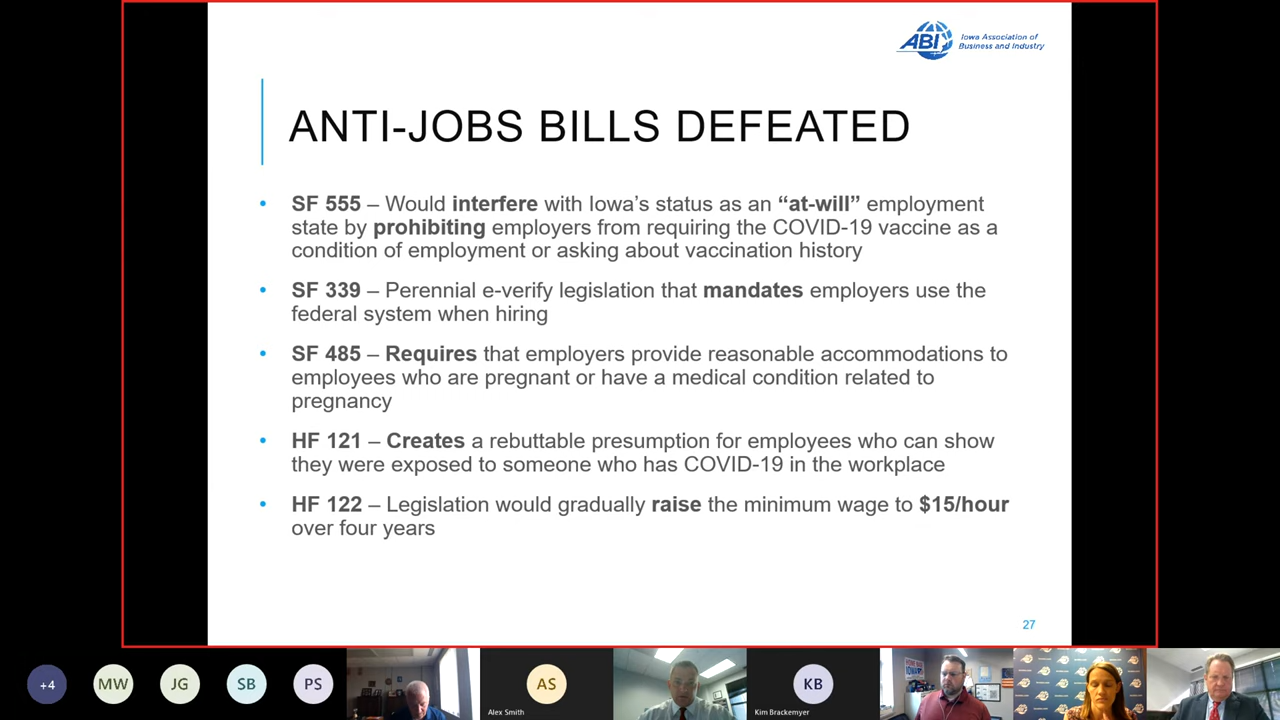 ABI
Iowa Association of
Business and Industry
ANTI-JOBS BILLS DEFEATED
• SF 555 – Would interfere with Iowa’s status as an “at-will” employment
state by prohibiting employers from requiring the COVID-19 vaccine as a
condition of employment or asking about vaccination history
• SF 339 – Perennial e-verify legislation that mandates employers use the
federal system when hiring
• SF 485 – Requires that employers provide reasonable accommodations to
employees who are pregnant or have a medical condition related to
pregnancy
• HF 121 – Creates a rebuttable presumption for employees who can show
they were exposed to someone who has COVID-19 in the workplace
• HF 122 – Legislation would gradually raise the minimum wage to $15/hour
over four years
27
+4
MW
JG
SB
PS
AS
Alex Smith
KB
Kim Brackemyer